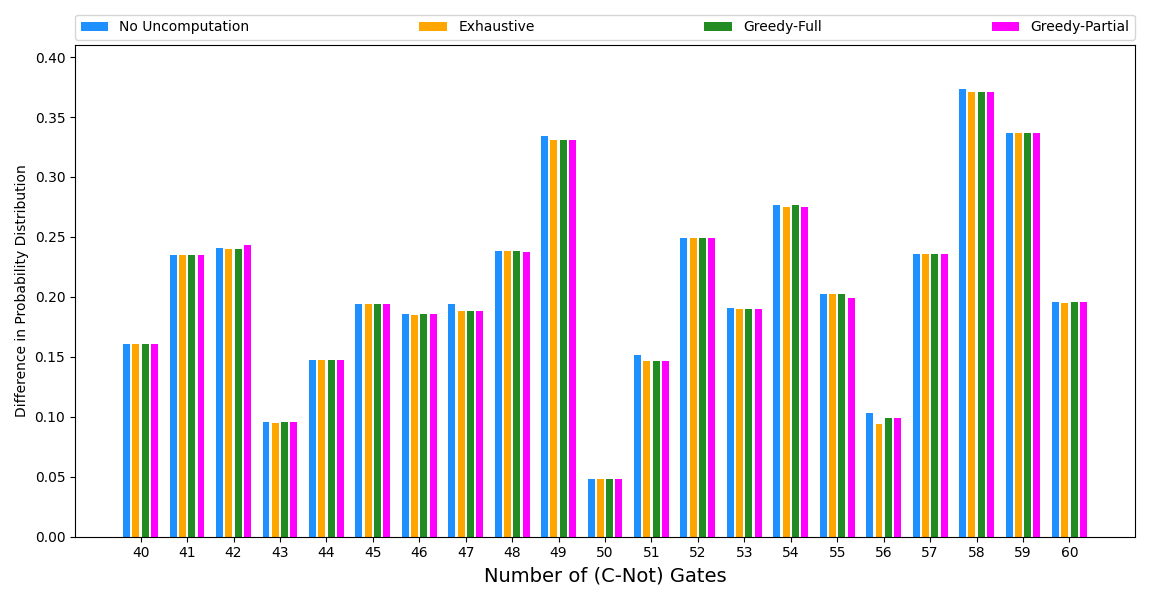 No Uncomputation Exhaustive Greedy-Full Greedy-Partial
0.40
0.35
0.30
0.25
0.20
0.15
0.10
0.05
0.00
Difference in Probability Distribution
40 41 42 43 44 45 46 47 48 49 50 51 52 53 54 55 56 57 58 59 60
Number of (C-Not) Gates